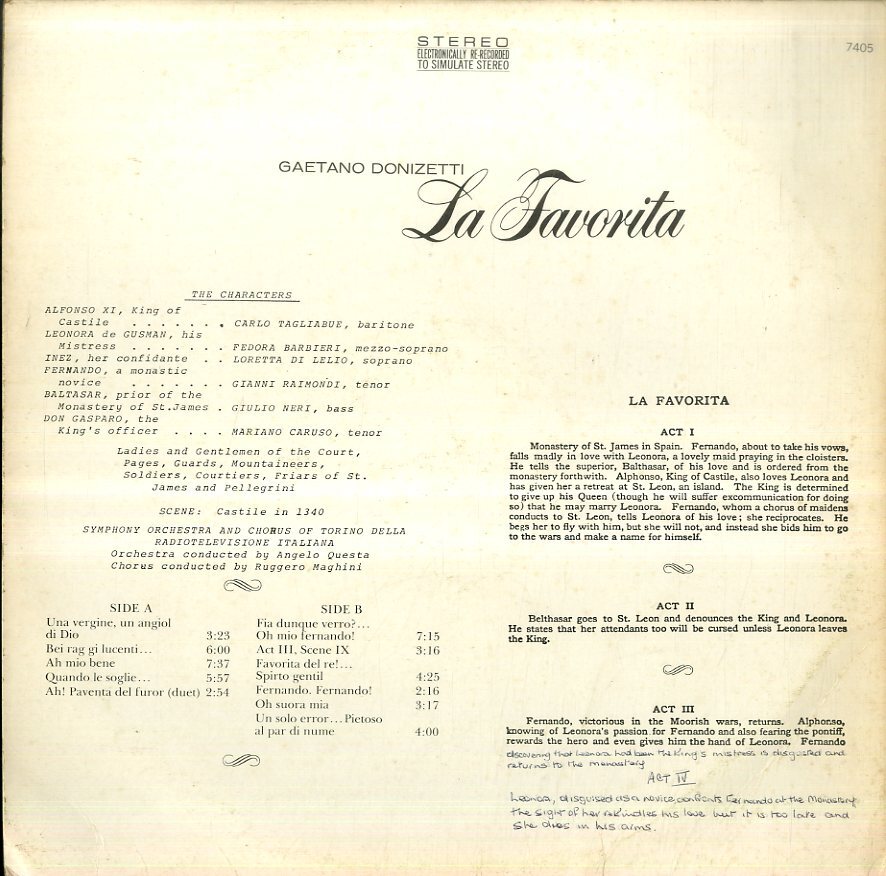 STEREO
ELECTRONICALLY RE-RECORDED
TO SIMULATE STEREO
7405
GAETANO DONIZETTI
La Favorita
THE CHARACTERS
ALFONSO XI, King of
Castile . . . . . . . CARLO TAGLIABUE, baritone
LEONORA de GUSMAN, his
Mistress . . . . . . . FEDORA BARBIERI, mezzo-soprano
INEZ, her confidante . . LORETTA DI LELIO, soprano
FERNANDO, a monastic
novice . . . . . . . GIANNI RAIMONDI, tenor
BALTASAR, prior of the
Monastery of St.James . GIULIO NERI, bass
DON GASPARO, the
King's officer . . . . MARIANO CARUSO, tenor
Ladies and Gentlemen of the Court,
Pages, Guards, Mountaineers,
Soldiers, Courtiers, Friars of St.
James and Pellegrini
SCENE: Castile in 1340
SYMPHONY ORCHESTRA AND CHORUS OF TORINO DELLA
RADIOTELEVISIONE ITALIANA
Orchestra conducted by Angelo Questa
Chorus conducted by Ruggero Maghini
SIDE A
Una vergine, un angiol
di Dio 3:23
Bei rag gi lucenti... 6:00
Ah mio bene 7:37
Quando le soglie... 5:57
Ah! Paventa del furor (duet) 2:54
SIDE B
Fia dunque verro?...
Oh mio fernando! 7:15
Act III, Scene IX 3:16
Favorita del re!...
Spirto gentil 4:25
Fernando. Fernando! 2:16
Oh suora mia 3:17
Un solo error... Pietoso
al par di nume 4:00
LA FAVORITA
ACT I
Monastery of St. James in Spain. Fernando, about to take his vows,
falls madly in love with Leonora, a lovely maid praying in the cloisters.
He tells the superior, Balthasar, of his love and is ordered from the
monastery forthwith. Alphonso, King of Castile, also loves Leonora and
has given her a retreat at St. Leon, an island. The King is determined
to give up his Queen (though he will suffer excommunication for doing
so) that he may marry Leonora. Fernando, whom a chorus of maidens
conducts to St. Leon, tells Leonora of his love; she reciprocates. He
begs her to fly with him, but she will not, and instead she bids him to go
to the wars and make a name for himself.
ACT II
Belthasar goes to St. Leon and denounces the King and Leonora.
He states that her attendants too will be cursed unless Leonora leaves
the King.
ACT III
Fernando, victorious in the Moorish wars, returns. Alphonso,
knowing of Leonora's passion for Fernando and also fearing the pontiff,
rewards the hero and even gives him the hand of Leonora. Fernando
discovering that Leonora had been the King's mistress is disgusted and
returns to the monastery
ACT IV
Leonora, disguised as a novice, confronts Fernando at the Monastery
the sight of her rekindles his love but it is too late and
she dies in his arms.